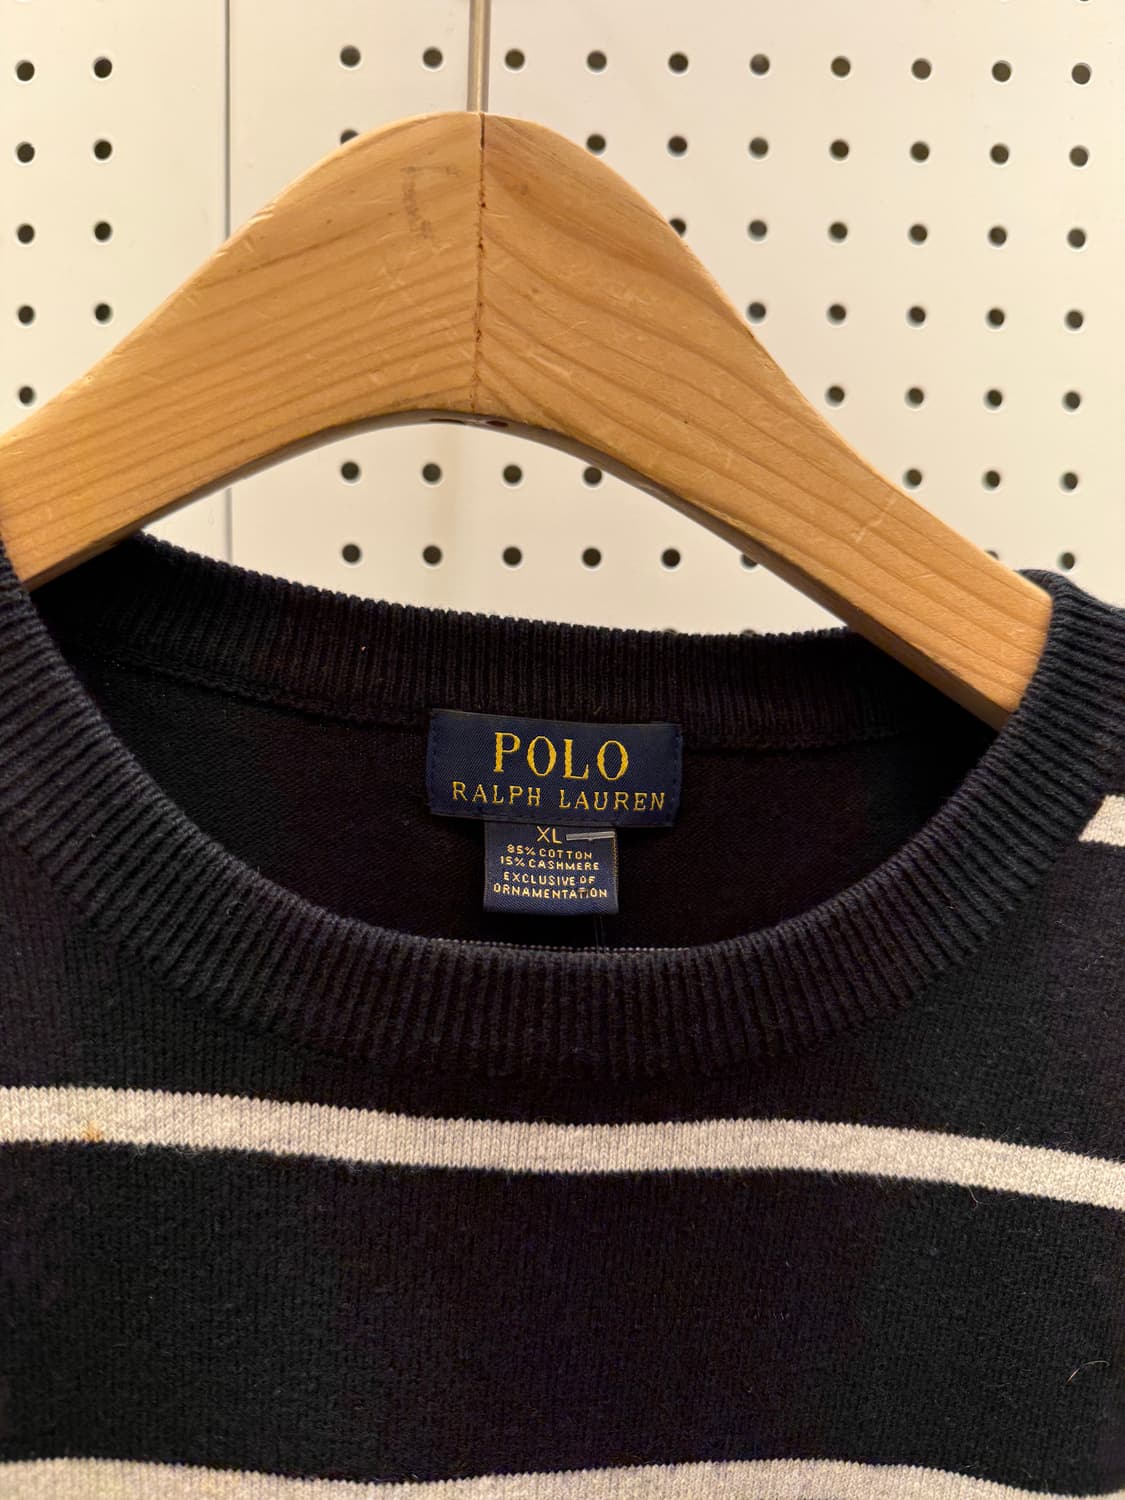 POLO
RALPH LAUREN
XL
85% COTTON
15% CASHMERE
EXCLUSIVE OF
ORNAMENTATION